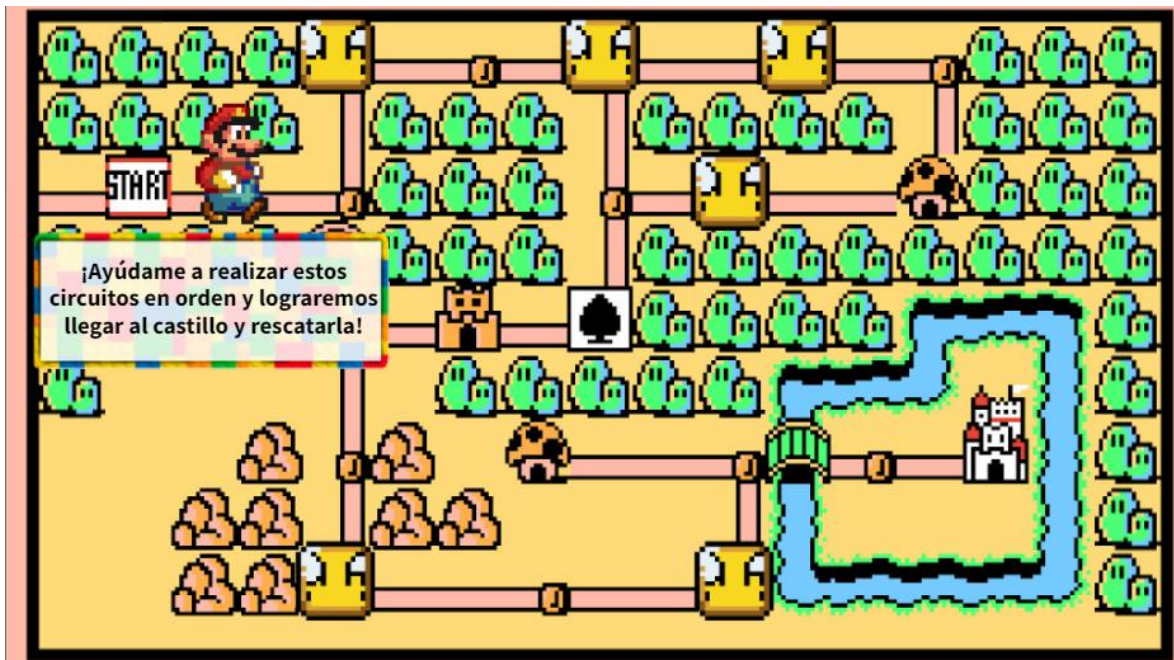 START
¡Ayúdame a realizar estos
circuitos en orden y lograremos
llegar al castillo y rescatarla!